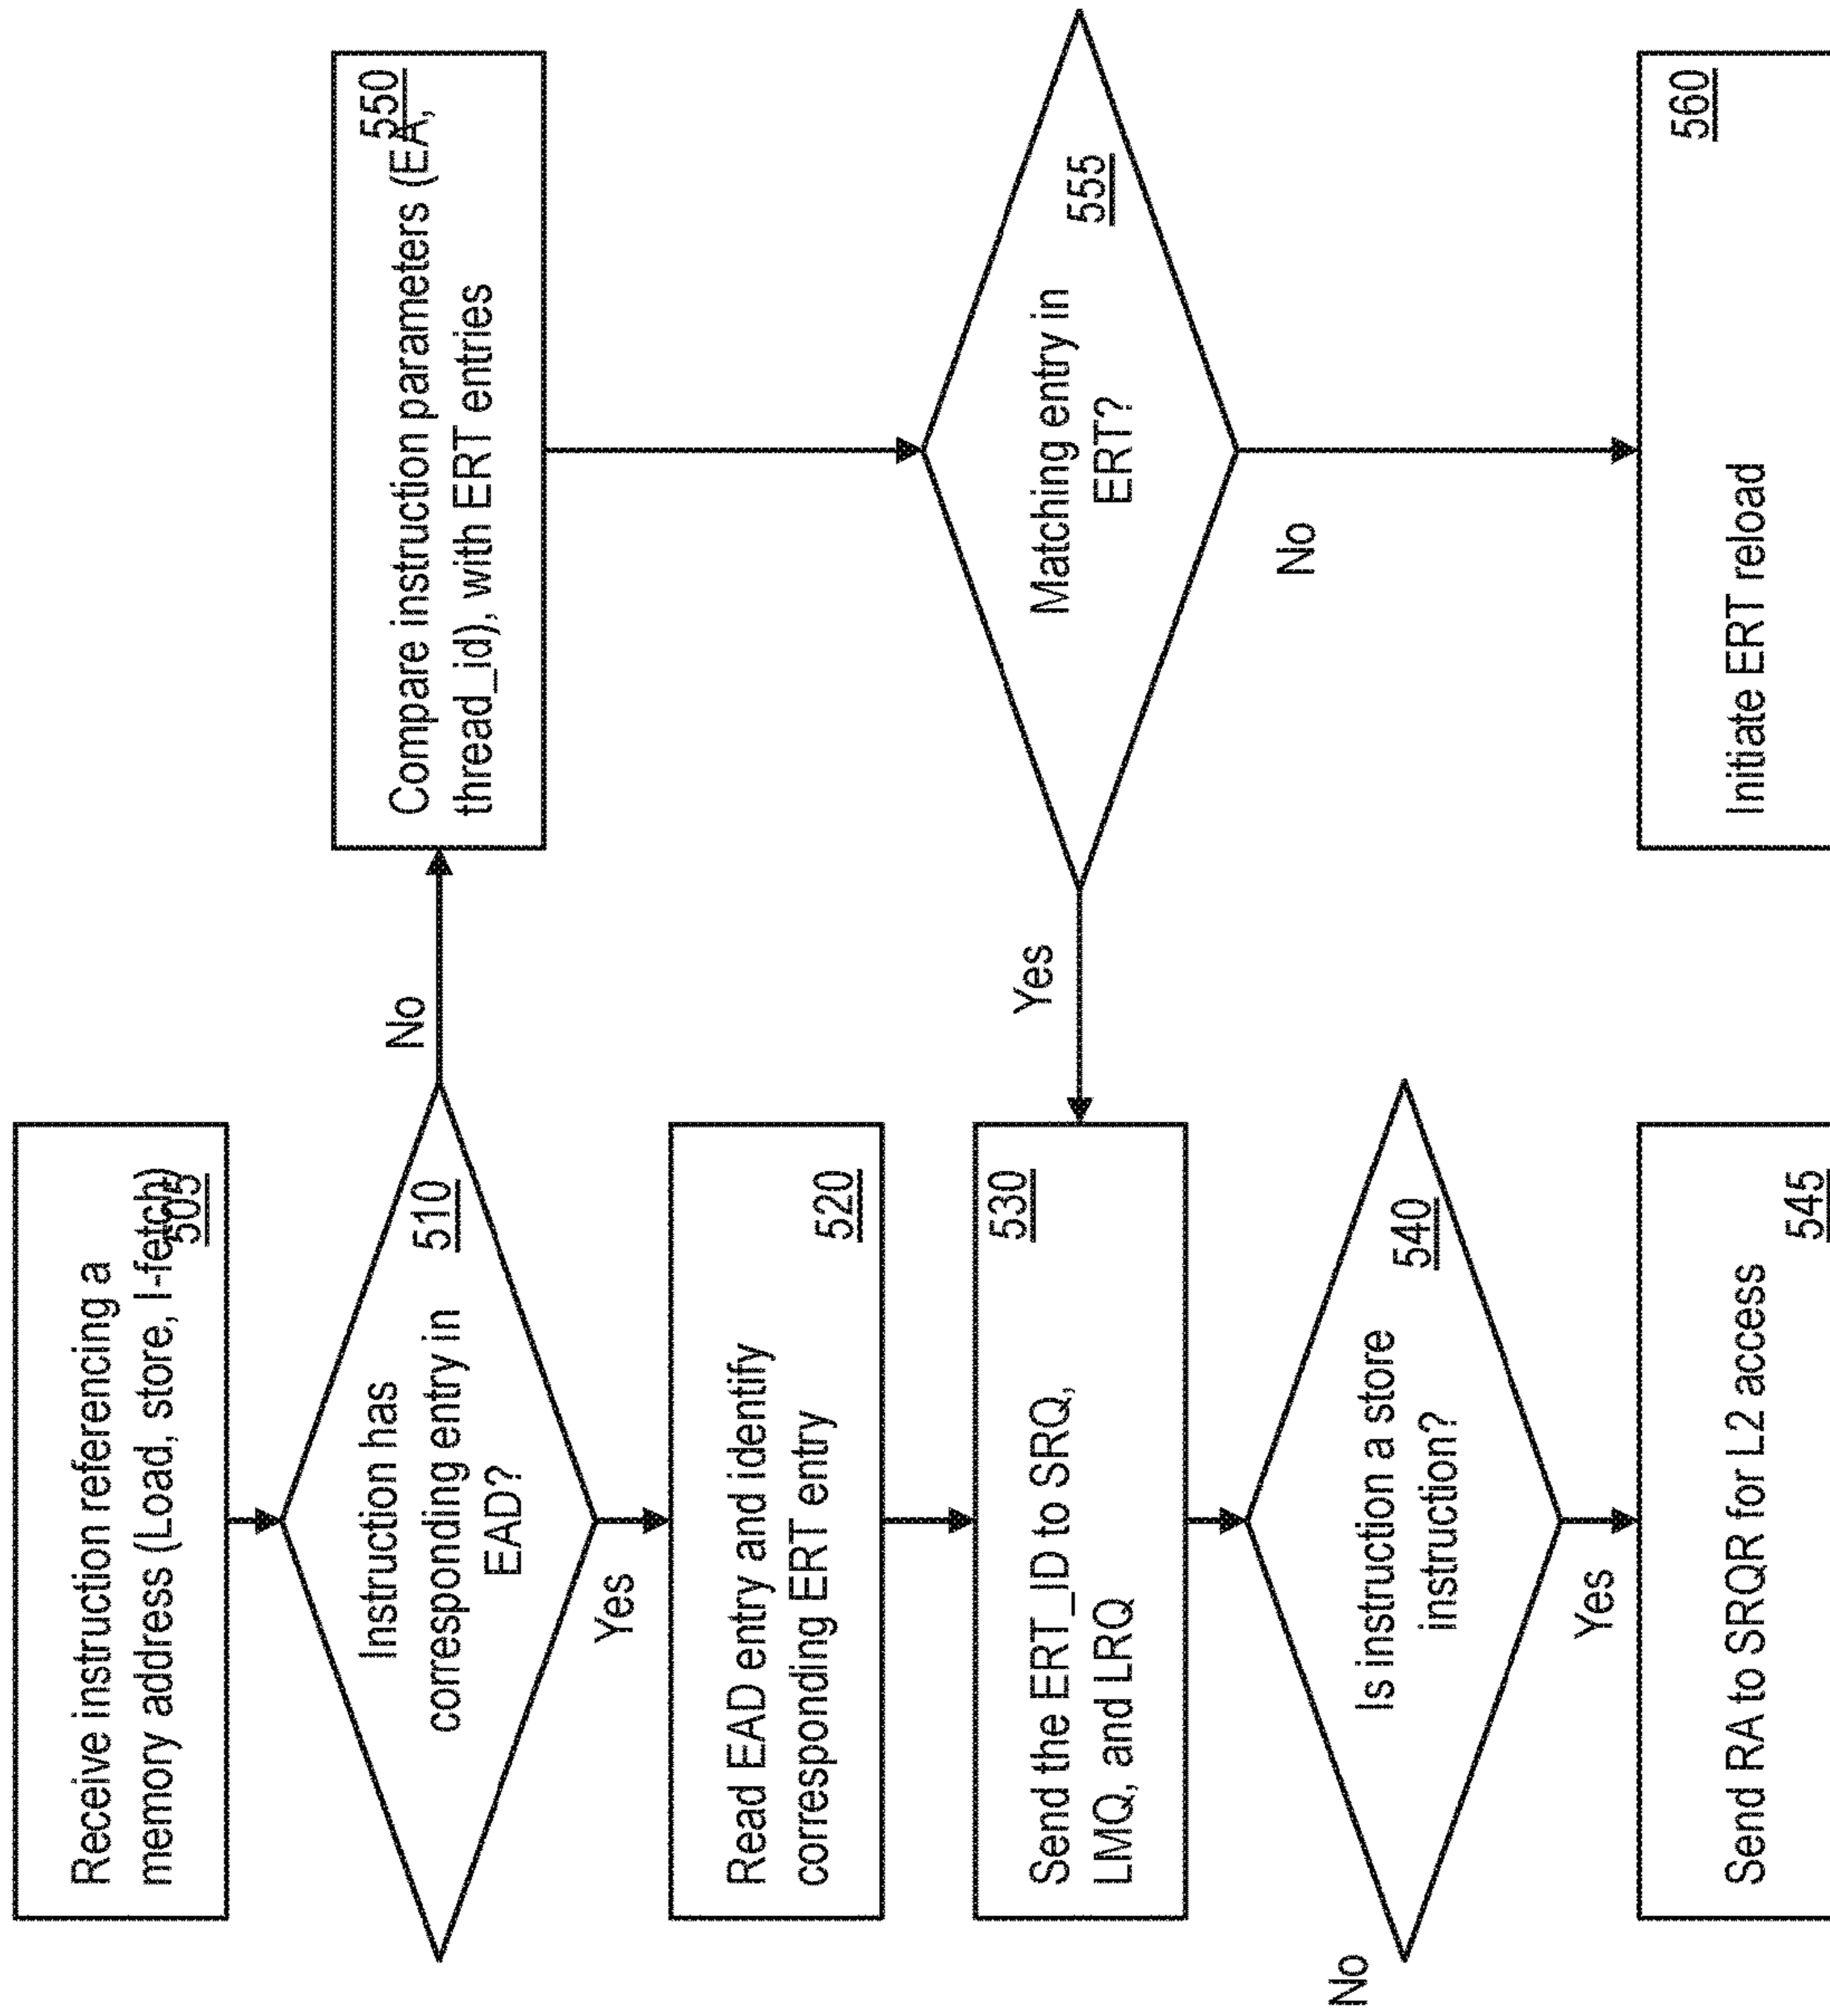 Receive instruction referencing a
memory address (Load, store, I-fetch)
505
Instruction has
corresponding entry in
EAD?
510
No
Yes
Compare instruction parameters (EA,
thread_id), with ERT entries
550
Read EAD entry and identify
corresponding ERT entry
520
Matching entry in
ERT?
555
Yes
No
Send the ERT_ID to SRQ,
LMQ, and LRQ
530
Is instruction a store
instruction?
540
No
Yes
Send RA to SRQR for L2 access
545
Initiate ERT reload
560